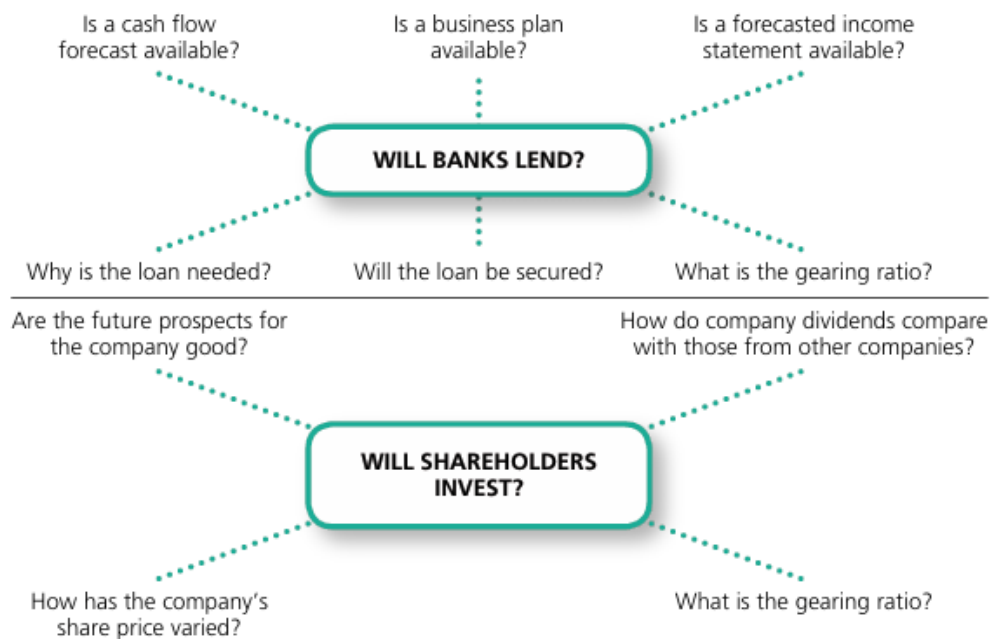 Is a cash flow
forecast available?
Is a business plan
available?
Is a forecasted income
statement available?
WILL BANKS LEND?
Why is the loan needed?
Will the loan be secured?
What is the gearing ratio?
Are the future prospects for
the company good?
How do company dividends compare
with those from other companies?
WILL SHAREHOLDERS
INVEST?
How has the company's
share price varied?
What is the gearing ratio?